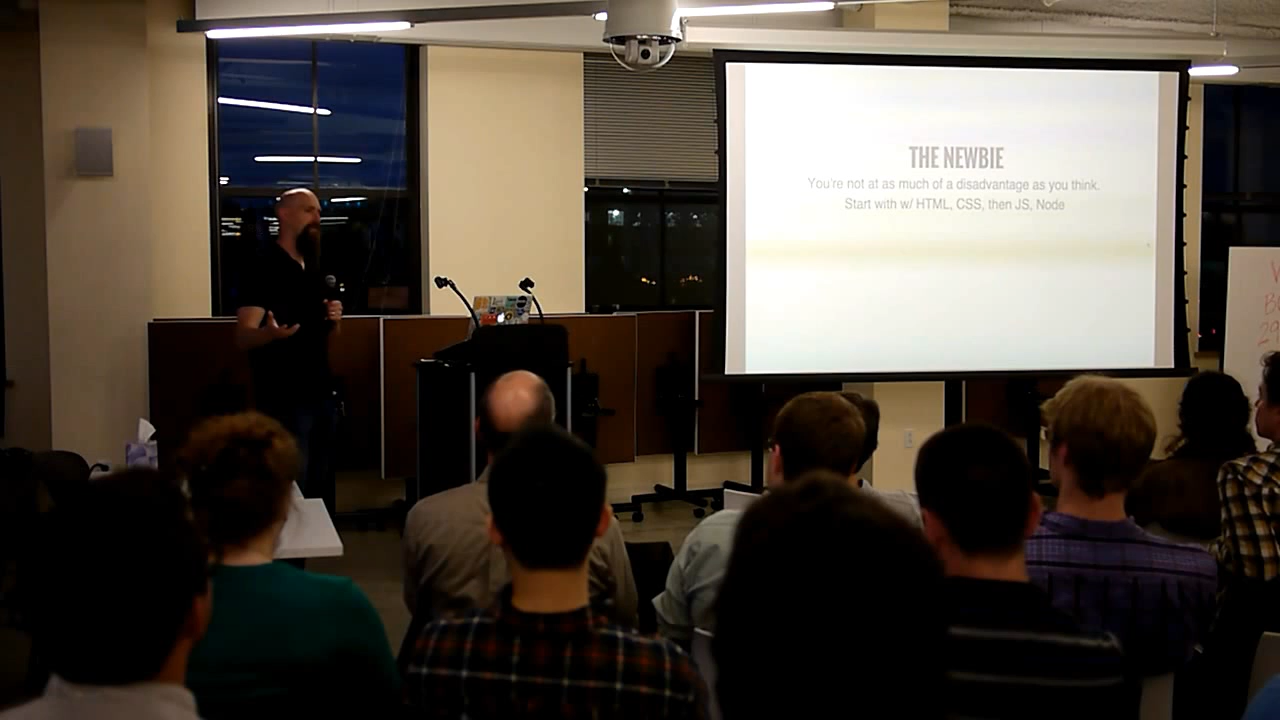 THE NEWBIE
You're not at as much of a disadvantage as you think.
Start with w/ HTML, CSS, then JS, Node